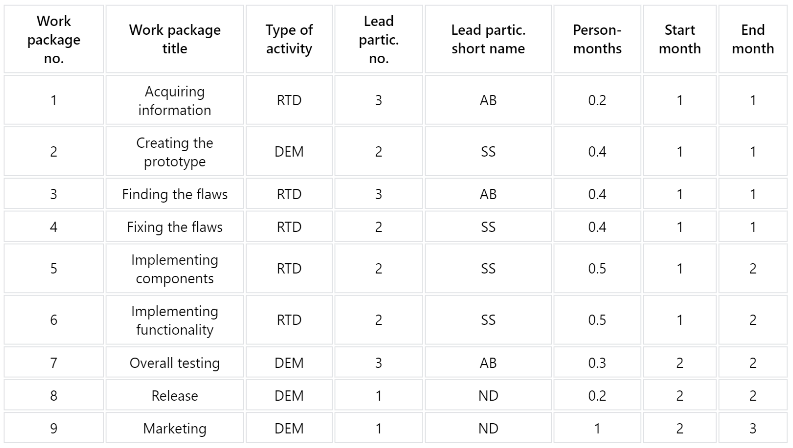 Work package no. Work package title Type of activity Lead partic. no. Lead partic. short name Person-months Start month End month
1 Acquiring information RTD 3 AB 0.2 1 1
2 Creating the prototype DEM 2 SS 0.4 1 1
3 Finding the flaws RTD 3 AB 0.4 1 1
4 Fixing the flaws RTD 2 SS 0.4 1 1
5 Implementing components RTD 2 SS 0.5 1 2
6 Implementing functionality RTD 2 SS 0.5 1 2
7 Overall testing DEM 3 AB 0.3 2 2
8 Release DEM 1 ND 0.2 2 2
9 Marketing DEM 1 ND 1 2 3